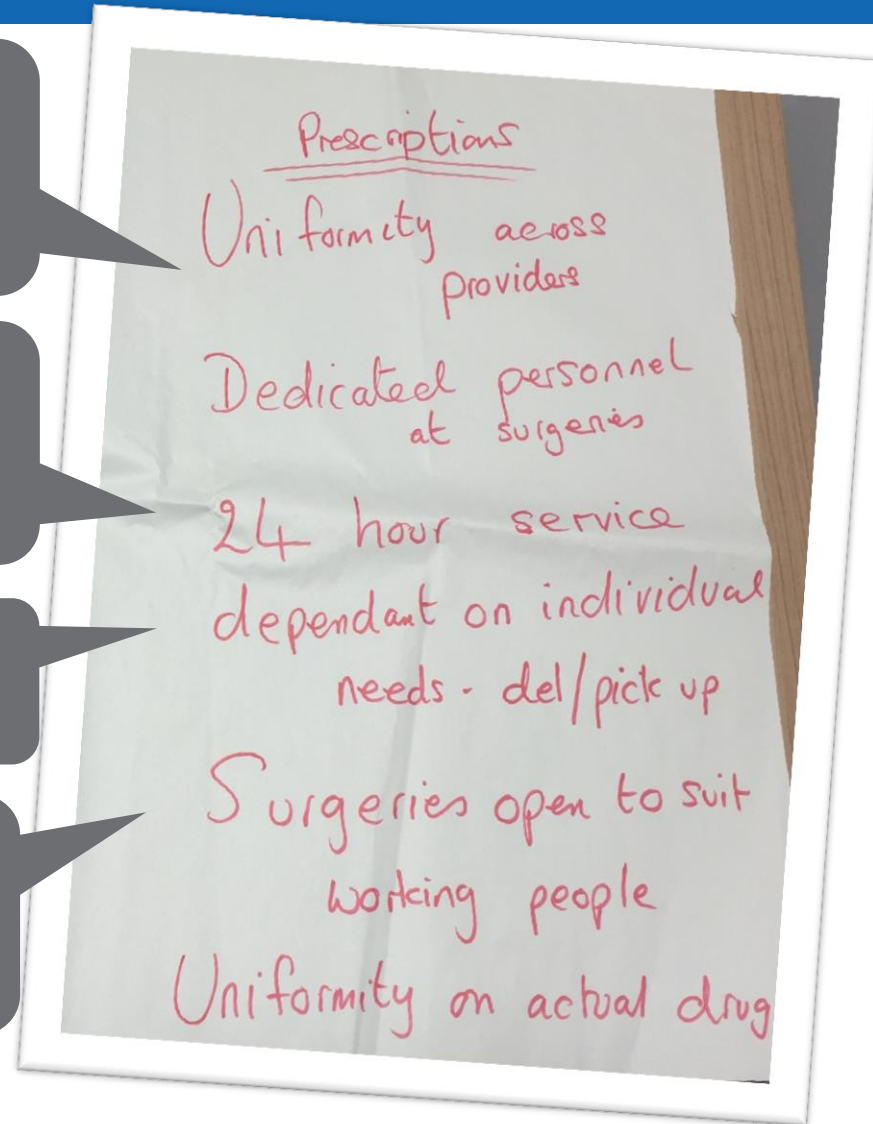 Prescriptions
Uniformity across
providers
Dedicated personnel
at surgeries
24 hour service
dependant on individual
needs - del/pick up
Surgeries open to suit
working people
Uniformity on actual drug